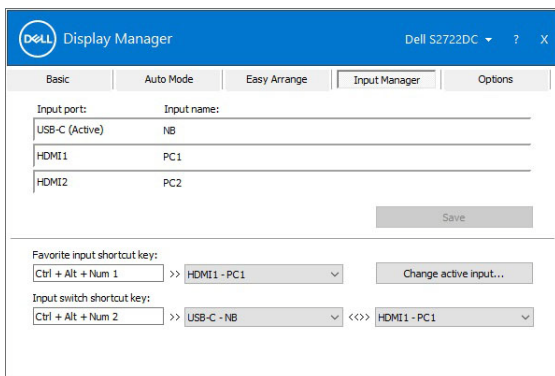 DELL Display Manager Dell S2722DC ? X
Basic Auto Mode Easy Arrange Input Manager Options
Input port: Input name:
USB-C (Active) NB
HDMI1 PC1
HDMI2 PC2
Save
Favorite input shortcut key:
Ctrl + Alt + Num 1 >> HDMI1 - PC1 Change active input...
Input switch shortcut key:
Ctrl + Alt + Num 2 >> USB-C - NB <<>> HDMI1 - PC1